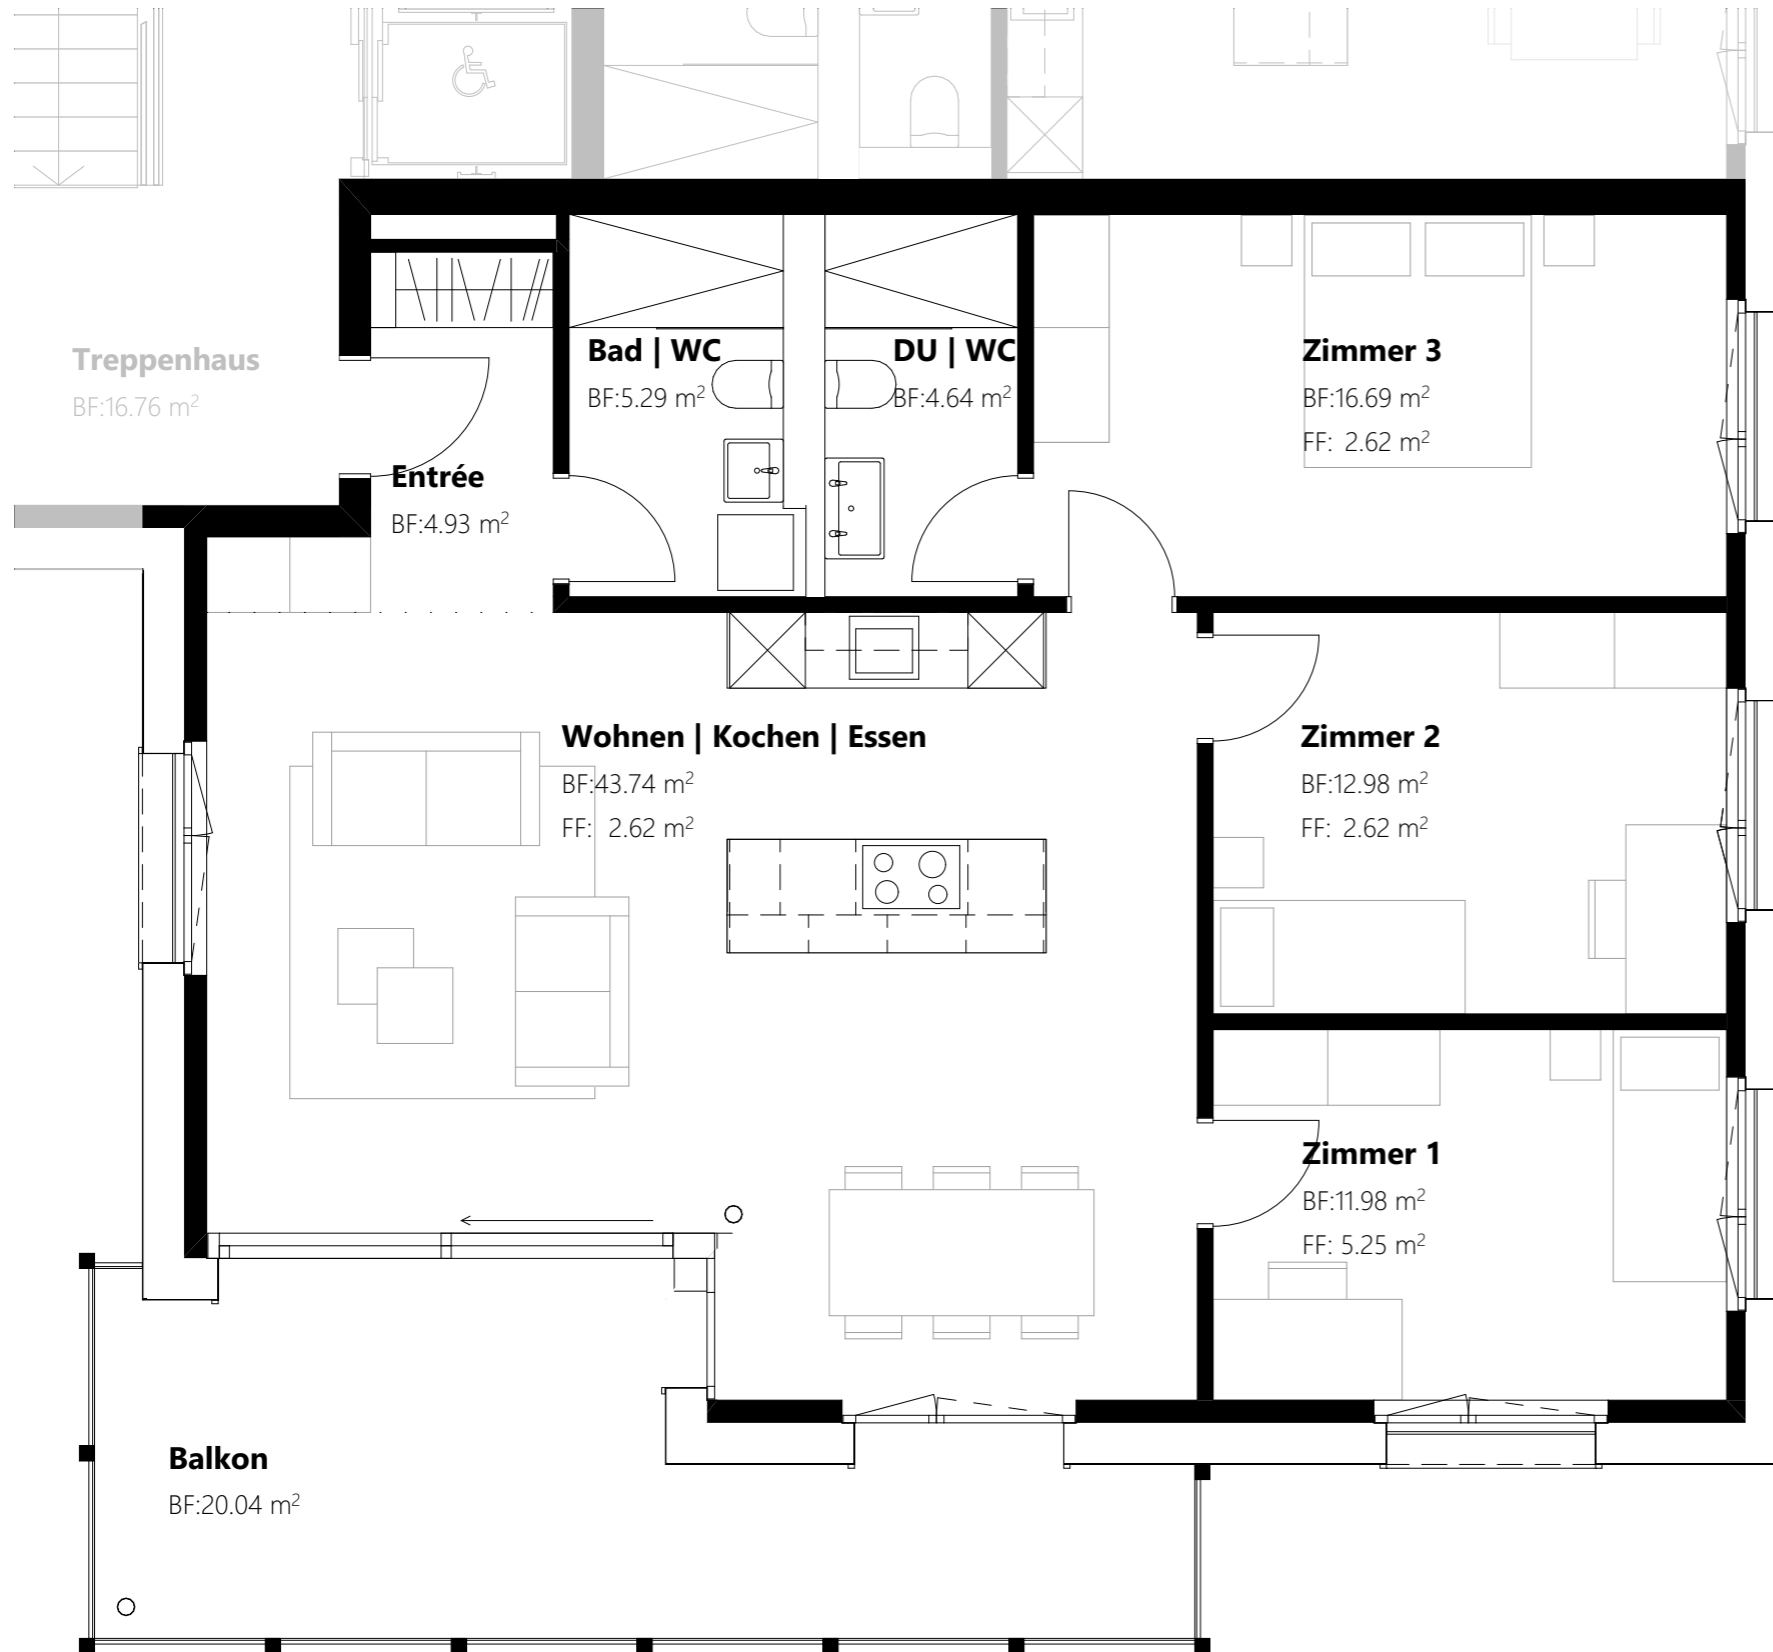 Treppenhaus
BF:16.76 m²
Entrée
BF:4.93 m²
Bad | WC
BF:5.29 m²
DU | WC
BF:4.64 m²
Zimmer 3
BF:16.69 m²
FF: 2.62 m²
Wohnen | Kochen | Essen
BF:43.74 m²
FF: 2.62 m²
Zimmer 2
BF:12.98 m²
FF: 2.62 m²
Zimmer 1
BF:11.98 m²
FF: 5.25 m²
Balkon
BF:20.04 m²